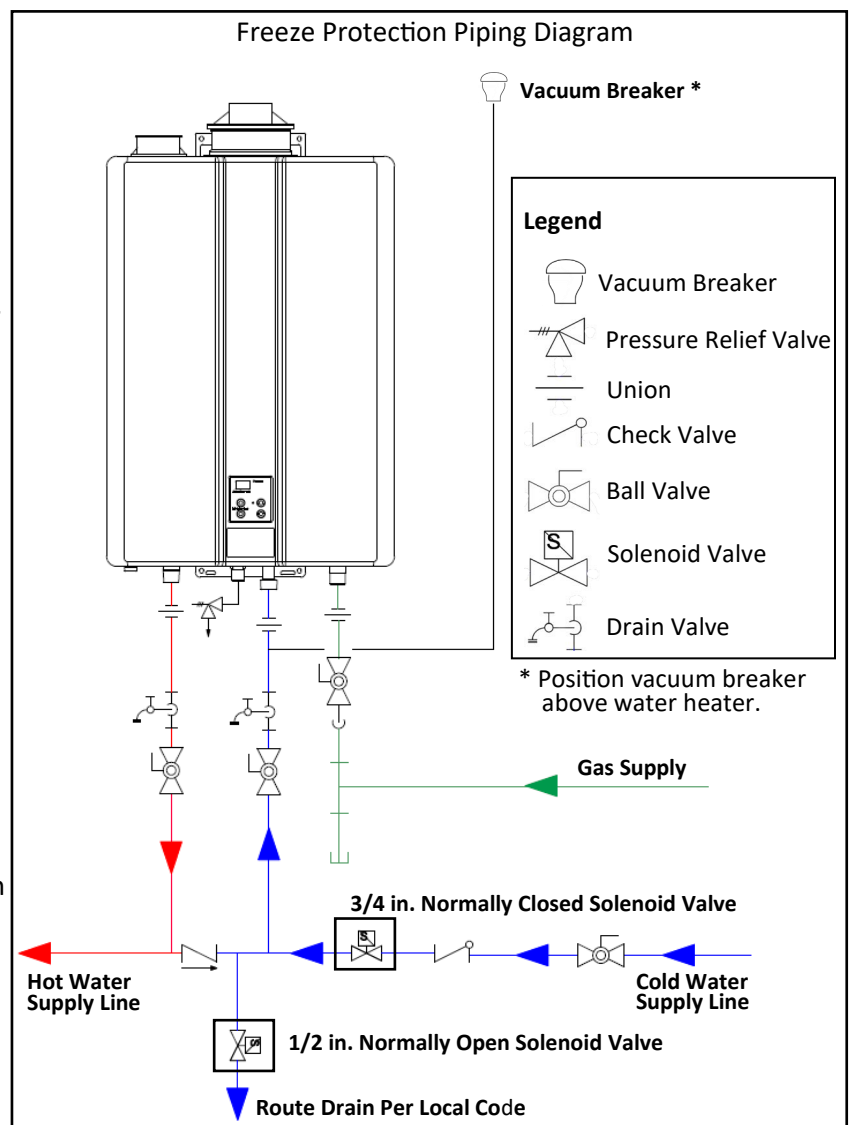 Freeze Protection Piping Diagram
Vacuum Breaker *
Legend
Vacuum Breaker
Pressure Relief Valve
Union
Check Valve
Ball Valve
S
Solenoid Valve
Drain Valve
* Position vacuum breaker
above water heater.
Gas Supply
3/4 in. Normally Closed Solenoid Valve
S
Hot Water
Supply Line
Cold Water
Supply Line
S
1/2 in. Normally Open Solenoid Valve
Route Drain Per Local Code